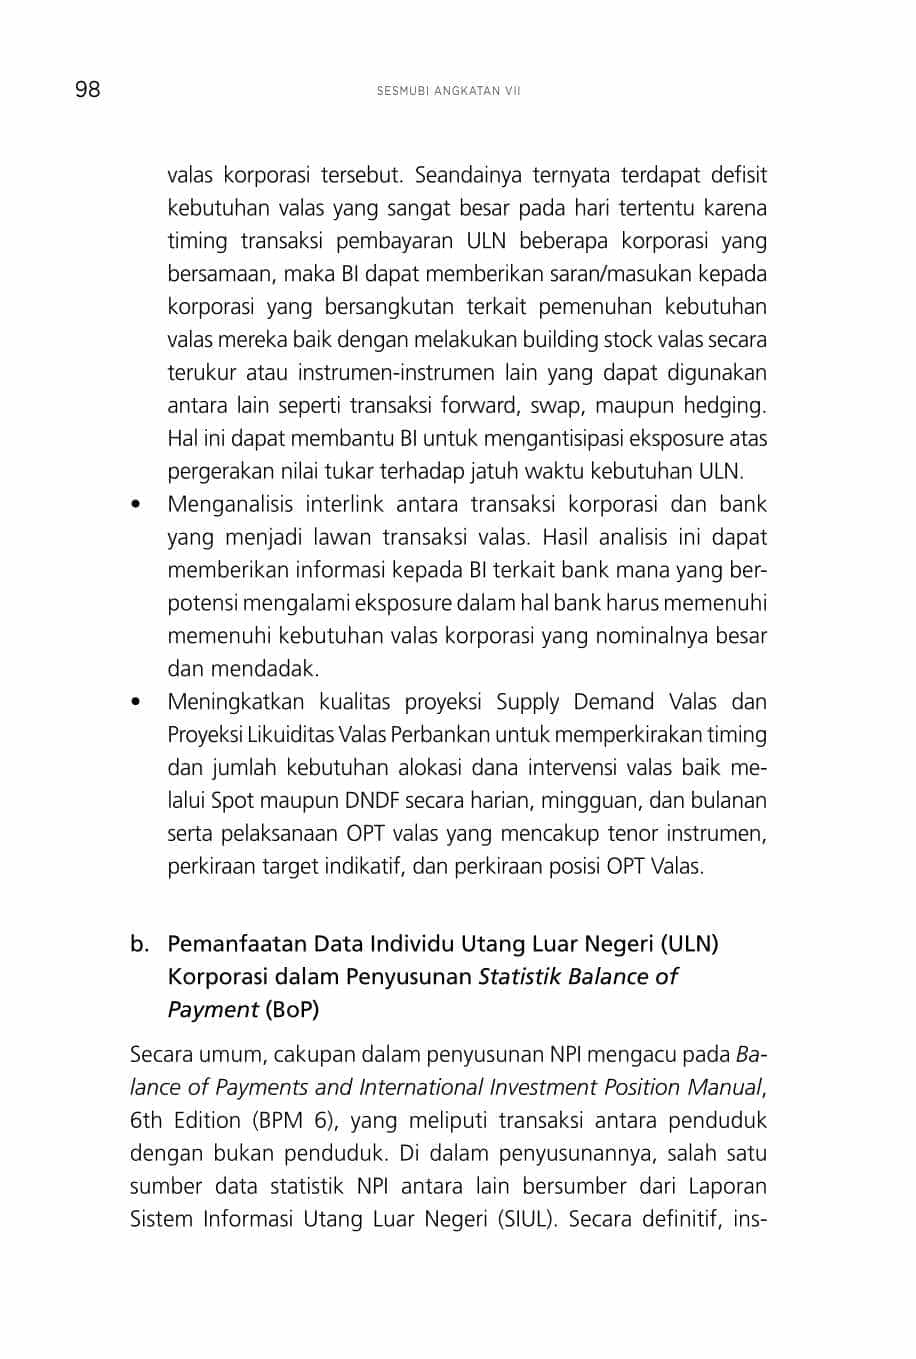 98
SESMUBI ANGKATAN VII
valas korporasi tersebut. Seandainya ternyata terdapat defisit
kebutuhan valas yang sangat besar pada hari tertentu karena
timing transaksi pembayaran ULN beberapa korporasi yang
bersamaan, maka BI dapat memberikan saran/masukan kepada
korporasi yang bersangkutan terkait pemenuhan kebutuhan
valas mereka baik dengan melakukan building stock valas secara
terukur atau instrumen-instrumen lain yang dapat digunakan
antara lain seperti transaksi forward, swap, maupun hedging.
Hal ini dapat membantu BI untuk mengantisipasi eksposure atas
pergerakan nilai tukar terhadap jatuh waktu kebutuhan ULN.
• Menganalisis interlink antara transaksi korporasi dan bank
yang menjadi lawan transaksi valas. Hasil analisis ini dapat
memberikan informasi kepada BI terkait bank mana yang ber-
potensi mengalami eksposure dalam hal bank harus memenuhi
memenuhi kebutuhan valas korporasi yang nominalnya besar
dan mendadak.
• Meningkatkan kualitas proyeksi Supply Demand Valas dan
Proyeksi Likuiditas Valas Perbankan untuk memperkirakan timing
dan jumlah kebutuhan alokasi dana intervensi valas baik me-
lalui Spot maupun DNDF secara harian, mingguan, dan bulanan
serta pelaksanaan OPT valas yang mencakup tenor instrumen,
perkiraan target indikatif, dan perkiraan posisi OPT Valas.
b. Pemanfaatan Data Individu Utang Luar Negeri (ULN)
Korporasi dalam Penyusunan Statistik Balance of
Payment (BoP)
Secara umum, cakupan dalam penyusunan NPI mengacu pada Ba-
lance of Payments and International Investment Position Manual,
6th Edition (BPM 6), yang meliputi transaksi antara penduduk
dengan bukan penduduk. Di dalam penyusunannya, salah satu
sumber data statistik NPI antara lain bersumber dari Laporan
Sistem Informasi Utang Luar Negeri (SIUL). Secara definitif, ins-